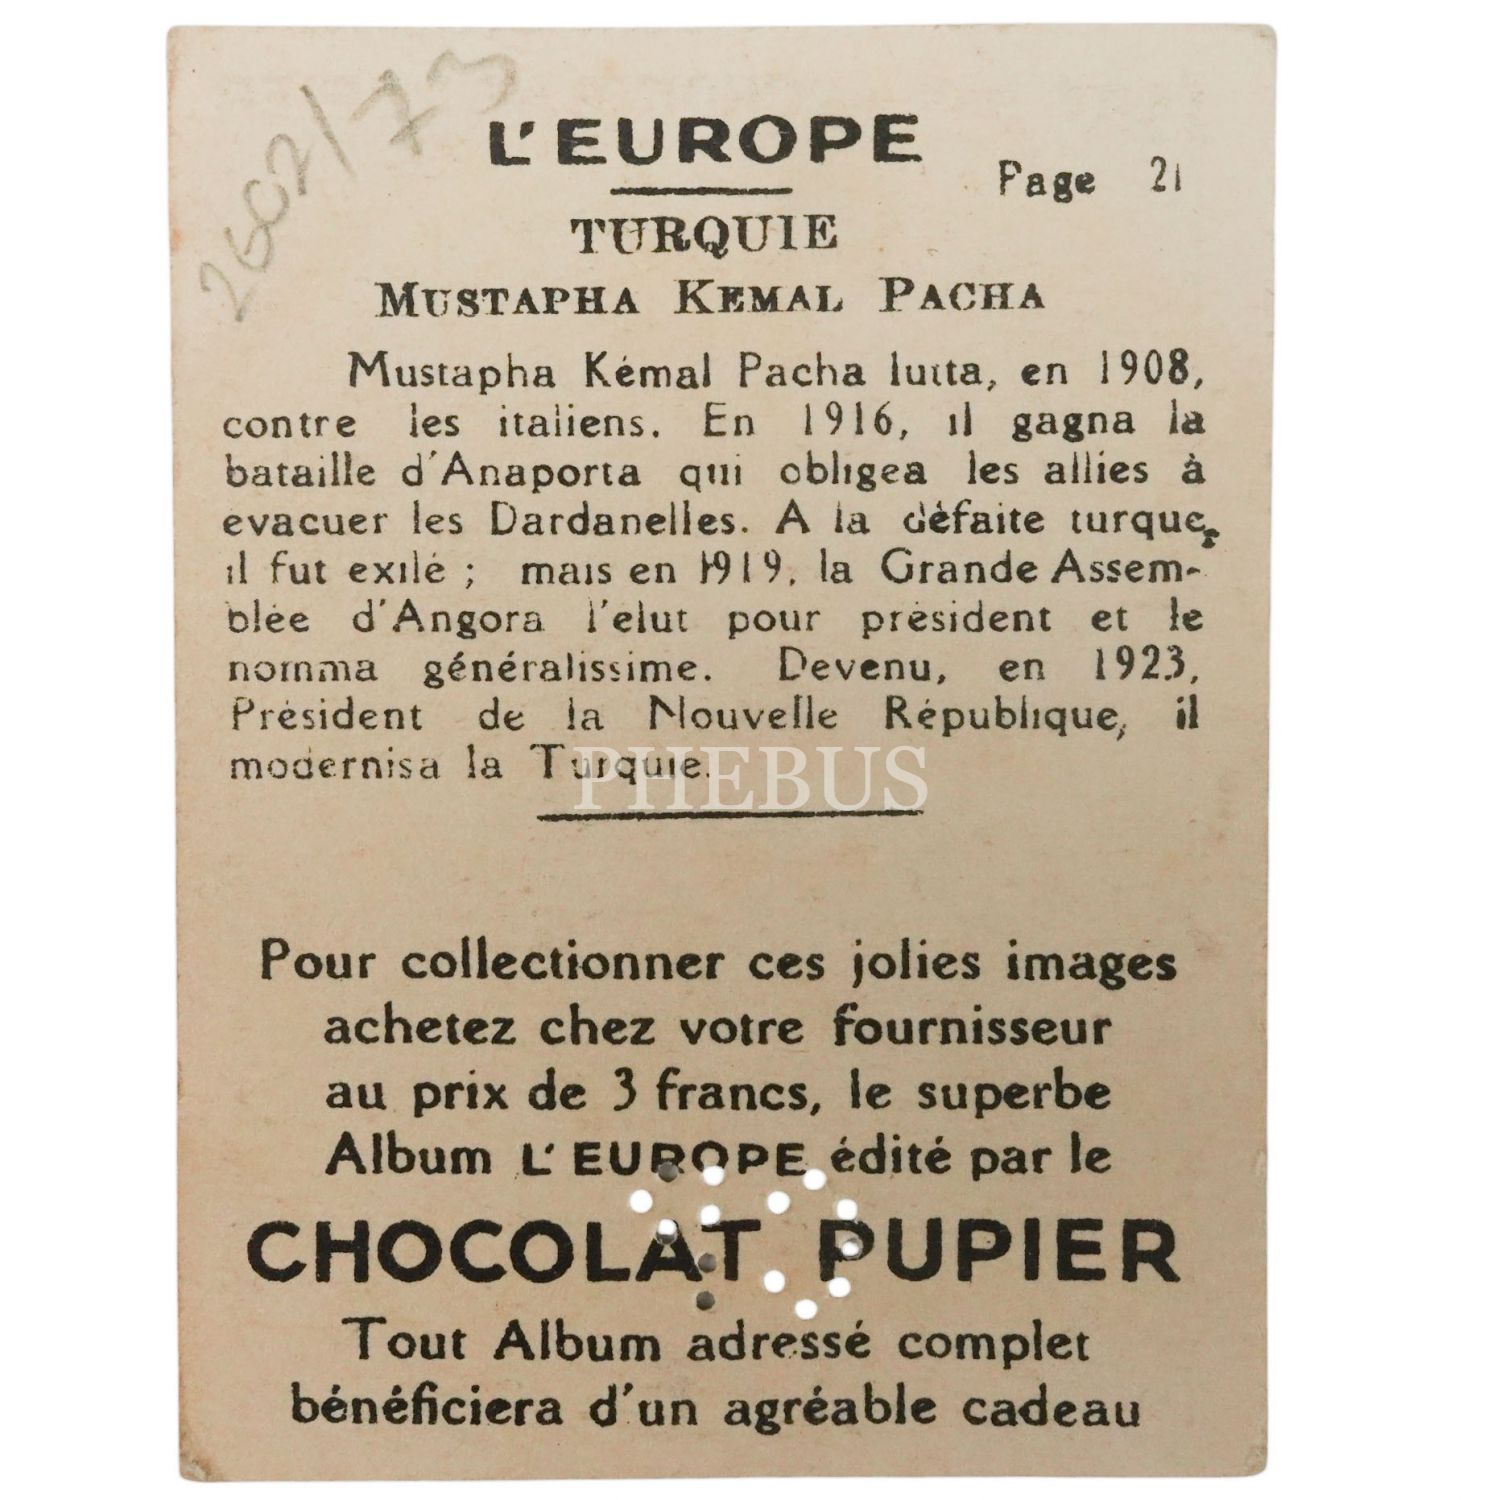 2602/73
L'EUROPE
Page 21
TURQUIE
MUSTAPHA KEMAL PACHA
Mustapha Kémal Pacha lutta, en 1908,
contre les italiens. En 1916, il gagna la
bataille d'Anaporta qui obligea les allies à
evacuer les Dardanelles. A la défaite turque,
il fut exilé ; mais en 1919, la Grande Assem-
blée d'Angora l'elut pour président et le
nomma généralissime. Devenu, en 1923,
Président de la Nouvelle République, il
modernisa la Turquie.
PHEBUS
Pour collectionner ces jolies images
achetez chez votre fournisseur
au prix de 3 francs, le superbe
Album L'EUROPE édité par le
CHOCOLAT PUPIER
Tout Album adressé complet
bénéficiera d'un agréable cadeau